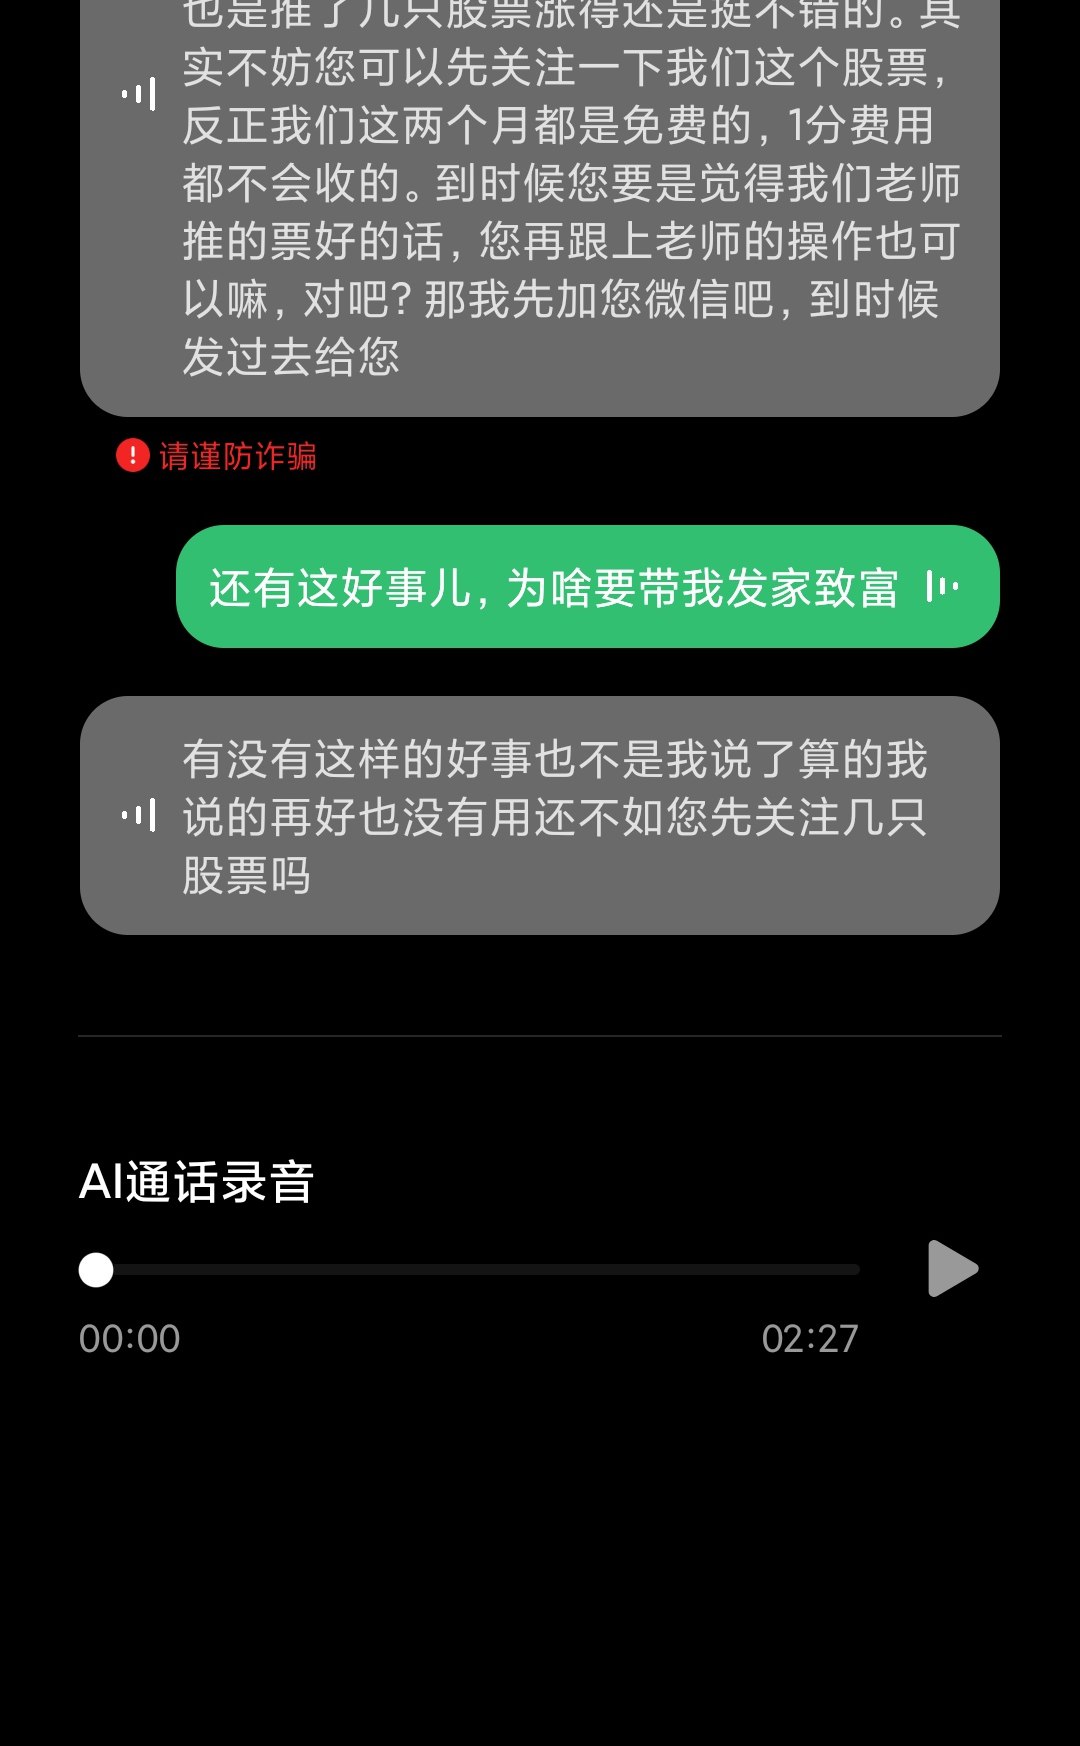 也是推了几只股票涨得还是挺不错的。其
实不妨您可以先关注一下我们这个股票，
反正我们这两个月都是免费的，1分费用
都不会收的。到时候您要是觉得我们老师
推的票好的话，您再跟上老师的操作也可
以嘛，对吧？那我先加您微信吧，到时候
发过去给您
请谨防诈骗
还有这好事儿，为啥要带我发家致富
有没有这样的好事也不是我说了算的我
说的再好也没有用还不如您先关注几只
股票吗
AI通话录音
00:00
02:27